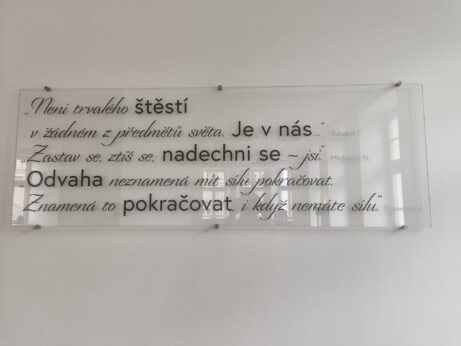 „Není trvalého štěstí
v žádném z předmětů světa. Je v nás...“ Eduard T.
Zastav se, ztiš se, nadechni se – jsi.
„Odvaha neznamená mít sílu pokračovat.
Znamená to pokračovat, i když nemáte sílu.“